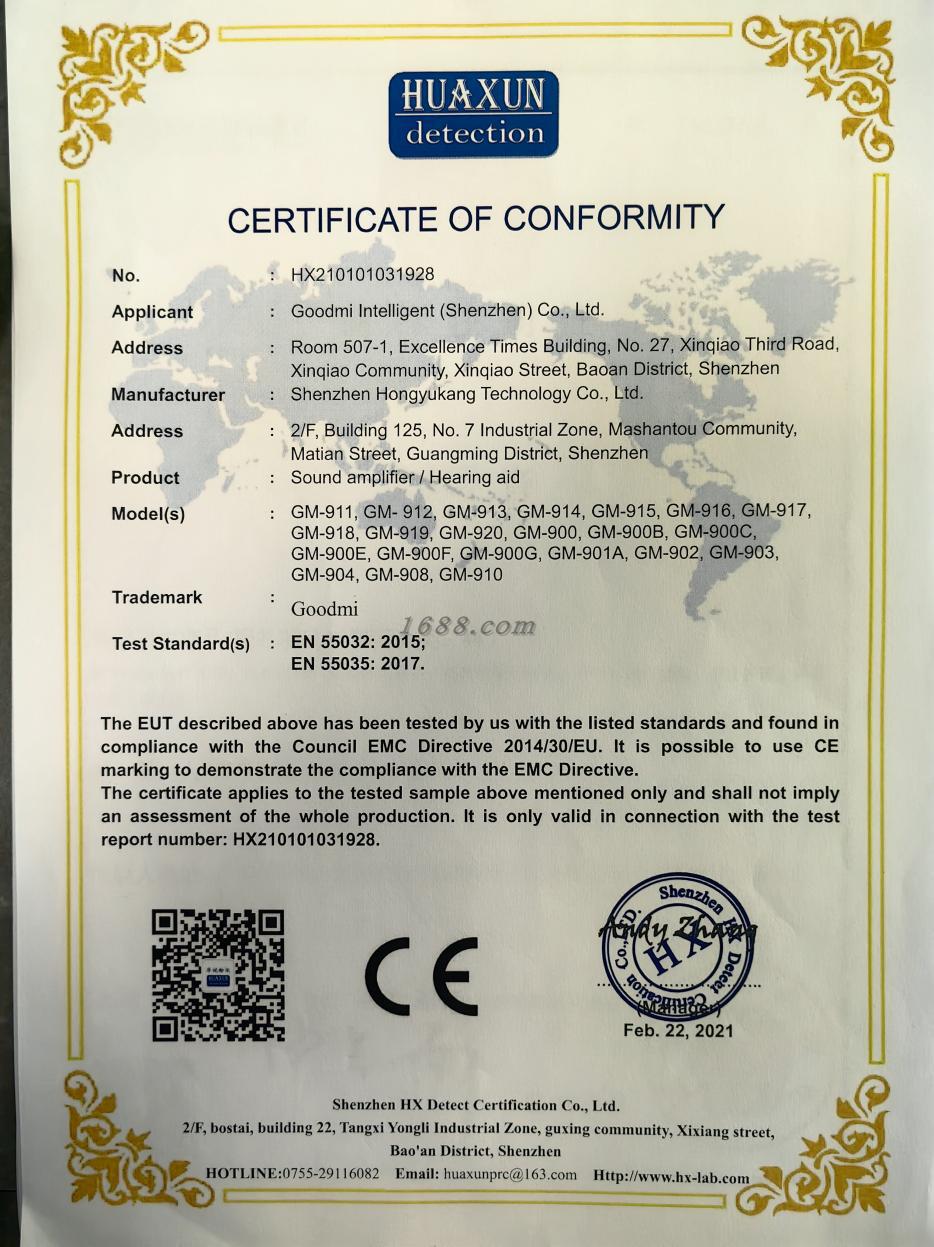 HUAXUN
detection
CERTIFICATE OF CONFORMITY
No. : HX210101031928
Applicant : Goodmi Intelligent (Shenzhen) Co., Ltd.
Address : Room 507-1, Excellence Times Building, No. 27, Xinqiao Third Road,
Xinqiao Community, Xinqiao Street, Baoan District, Shenzhen
Manufacturer : Shenzhen Hongyukang Technology Co., Ltd.
Address : 2/F, Building 125, No. 7 Industrial Zone, Mashantou Community,
Matian Street, Guangming District, Shenzhen
Product : Sound amplifier / Hearing aid
Model(s) : GM-911, GM- 912, GM-913, GM-914, GM-915, GM-916, GM-917,
GM-918, GM-919, GM-920, GM-900, GM-900B, GM-900C,
GM-900E, GM-900F, GM-900G, GM-901A, GM-902, GM-903,
GM-904, GM-908, GM-910
Trademark : Goodmi
1688.com
Test Standard(s) : EN 55032: 2015;
EN 55035: 2017.
The EUT described above has been tested by us with the listed standards and found in
compliance with the Council EMC Directive 2014/30/EU. It is possible to use CE
marking to demonstrate the compliance with the EMC Directive.
The certificate applies to the tested sample above mentioned only and shall not imply
an assessment of the whole production. It is only valid in connection with the test
report number: HX210101031928.
HUAXUN
CE
Shenzhen HX Detect Certification Co., LTD.
HX
Andy Zhang
(Manager)
Feb. 22, 2021
Shenzhen HX Detect Certification Co., Ltd.
2/F, bostai, building 22, Tangxi Yongli Industrial Zone, guxing community, Xixiang street,
Bao'an District, Shenzhen
HOTLINE:0755-29116082 Email: huaxunprc@163.com Http://www.hx-lab.com